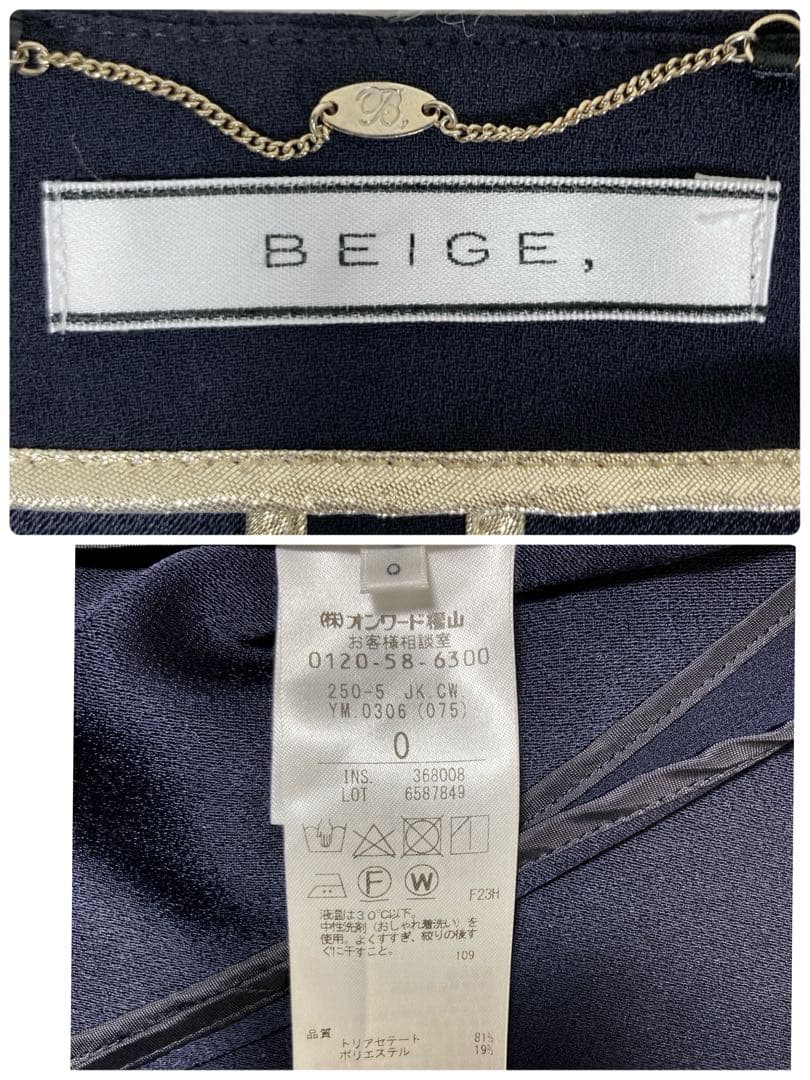 B.
BEIGE,
0
㈱オンワード樫山
お客様相談室
0120-58-6300
250-5 JK.CW.
YM.0306 (075)
0
INS. 368008
LOT 6587849
F W
F23H
液温は30℃以下。
中性洗剤(おしゃれ着洗い)を
使用。よくすすぎ、絞りの後す
ぐに干すこと。
109
品質
トリアセテート 81%
ポリエステル 19%